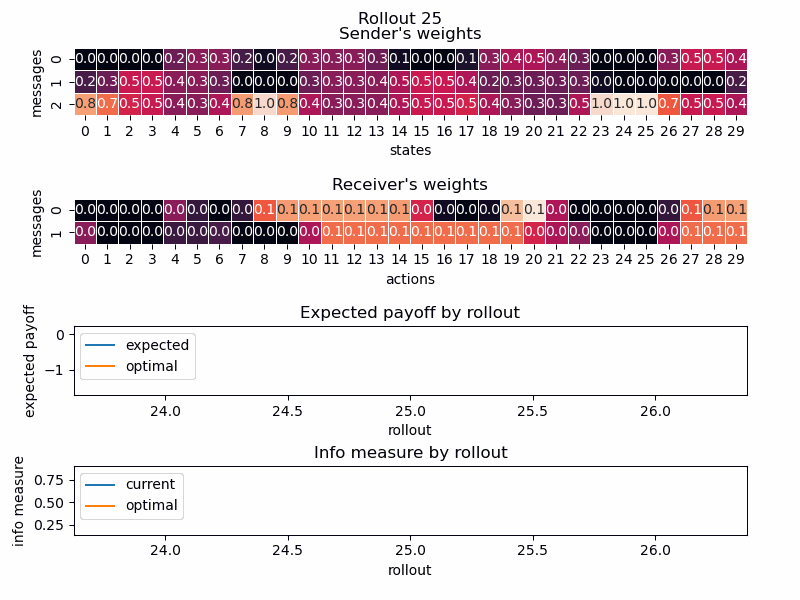 Rollout 25
Sender's weights
messages
0 0.0 0.0 0.0 0.0 0.2 0.3 0.3 0.2 0.0 0.2 0.3 0.3 0.3 0.3 0.1 0.0 0.0 0.1 0.3 0.4 0.5 0.4 0.3 0.0 0.0 0.0 0.3 0.5 0.5 0.4
1 0.2 0.3 0.5 0.5 0.4 0.3 0.3 0.0 0.0 0.0 0.3 0.3 0.3 0.4 0.5 0.5 0.5 0.4 0.2 0.3 0.3 0.3 0.3 0.0 0.0 0.0 0.0 0.0 0.0 0.2
2 0.8 0.7 0.5 0.5 0.4 0.3 0.4 0.8 1.0 0.8 0.4 0.3 0.3 0.4 0.5 0.5 0.5 0.5 0.4 0.3 0.3 0.3 0.5 1.0 1.0 1.0 0.7 0.5 0.5 0.4
0 1 2 3 4 5 6 7 8 9 10 11 12 13 14 15 16 17 18 19 20 21 22 23 24 25 26 27 28 29
states
Receiver's weights
messages
0 0.0 0.0 0.0 0.0 0.0 0.0 0.0 0.0 0.1 0.1 0.1 0.1 0.1 0.1 0.1 0.0 0.0 0.0 0.0 0.1 0.1 0.0 0.0 0.0 0.0 0.0 0.0 0.1 0.1 0.1
1 0.0 0.0 0.0 0.0 0.0 0.0 0.0 0.0 0.0 0.0 0.0 0.1 0.1 0.1 0.1 0.1 0.1 0.1 0.1 0.1 0.0 0.0 0.0 0.0 0.0 0.0 0.0 0.1 0.1 0.1
0 1 2 3 4 5 6 7 8 9 10 11 12 13 14 15 16 17 18 19 20 21 22 23 24 25 26 27 28 29
actions
Expected payoff by rollout
expected payoff
0
−1
expected
optimal
24.0 24.5 25.0 25.5 26.0
rollout
Info measure by rollout
info measure
0.75
0.50
0.25
current
optimal
24.0 24.5 25.0 25.5 26.0
rollout